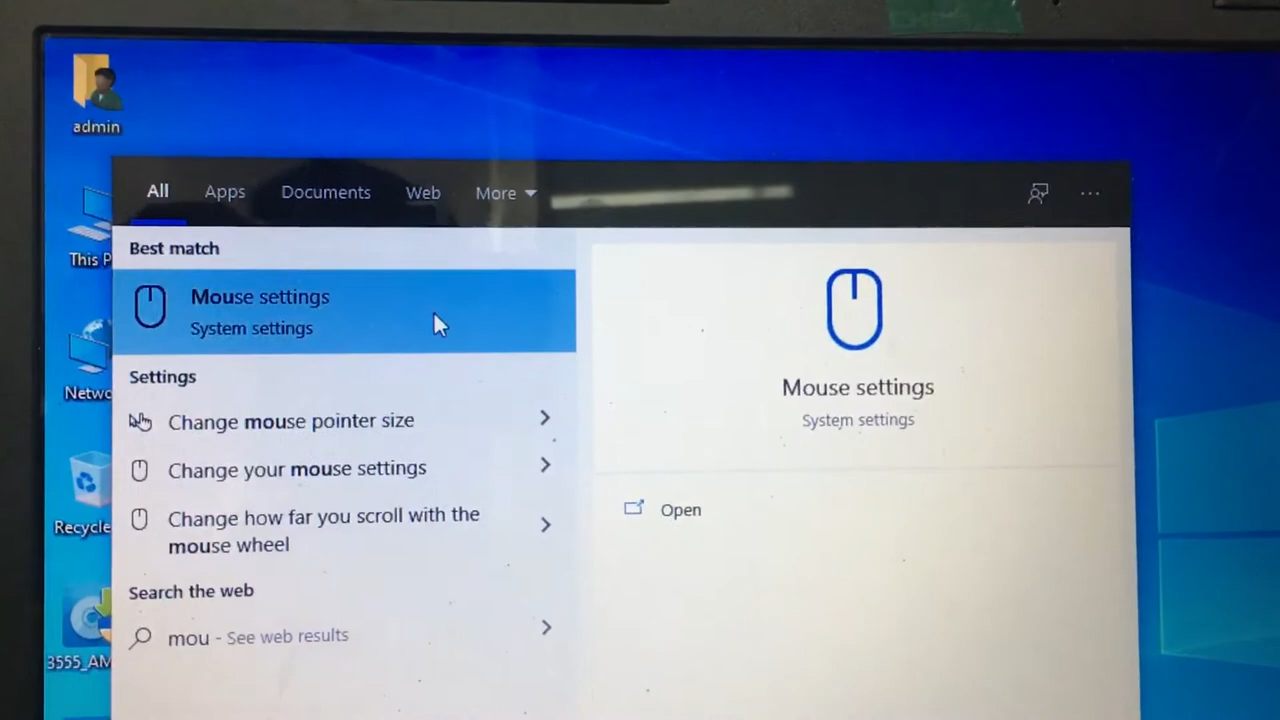 admin
This P
Netwo
Recycle
3555_AM
All Apps Documents Web More
Best match
Mouse settings
System settings
Settings
Change mouse pointer size
Change your mouse settings
Change how far you scroll with the
mouse wheel
Search the web
mou - See web results
Mouse settings
System settings
Open